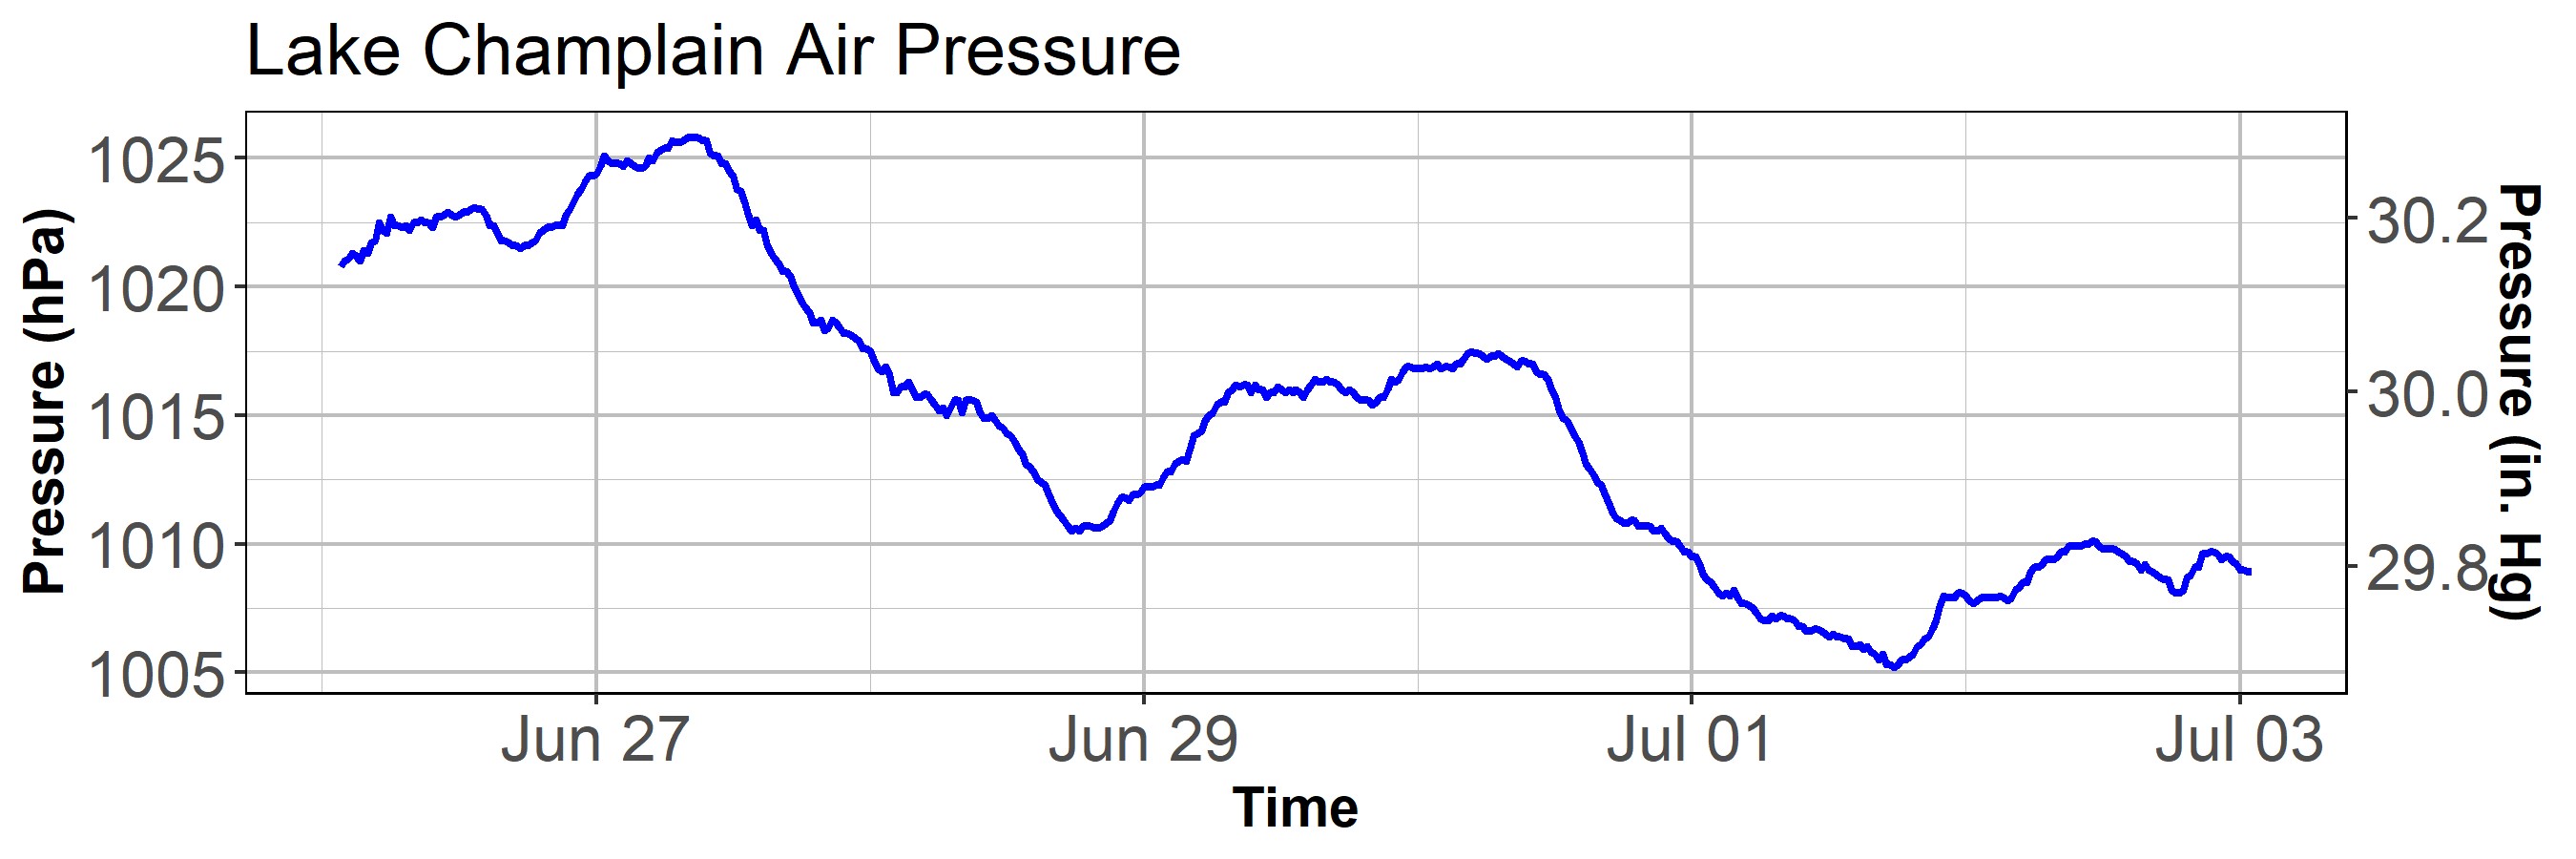 Lake Champlain Air Pressure
Pressure (hPa)
1025
1020
1015
1010
1005
30.2
30.0
29.8
Pressure (in. Hg)
Jun 27
Jun 29
Jul 01
Jul 03
Time